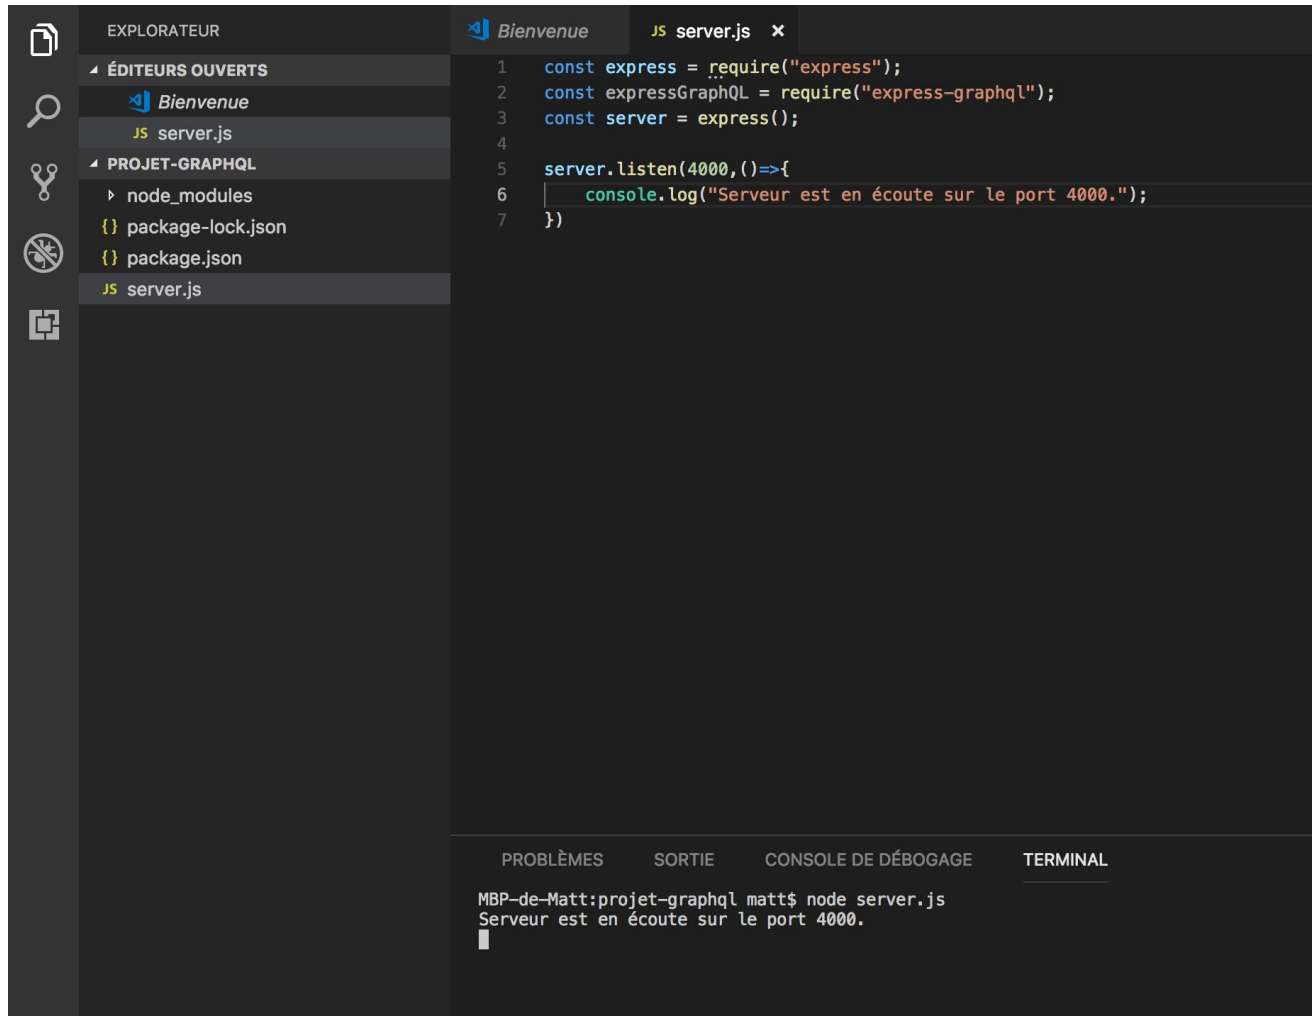 EXPLORATEUR
ÉDITEURS OUVERTS
Bienvenue
JS server.js
PROJET-GRAPHQL
node_modules
{} package-lock.json
{} package.json
JS server.js
Bienvenue JS server.js ×
1 const express = require("express");
2 const expressGraphQL = require("express-graphql");
3 const server = express();
4
5 server.listen(4000,()=>{
6 console.log("Serveur est en écoute sur le port 4000.");
7 })
PROBLÈMES SORTIE CONSOLE DE DÉBOGAGE TERMINAL
MBP-de-Matt:projet-graphql matt$ node server.js
Serveur est en écoute sur le port 4000.